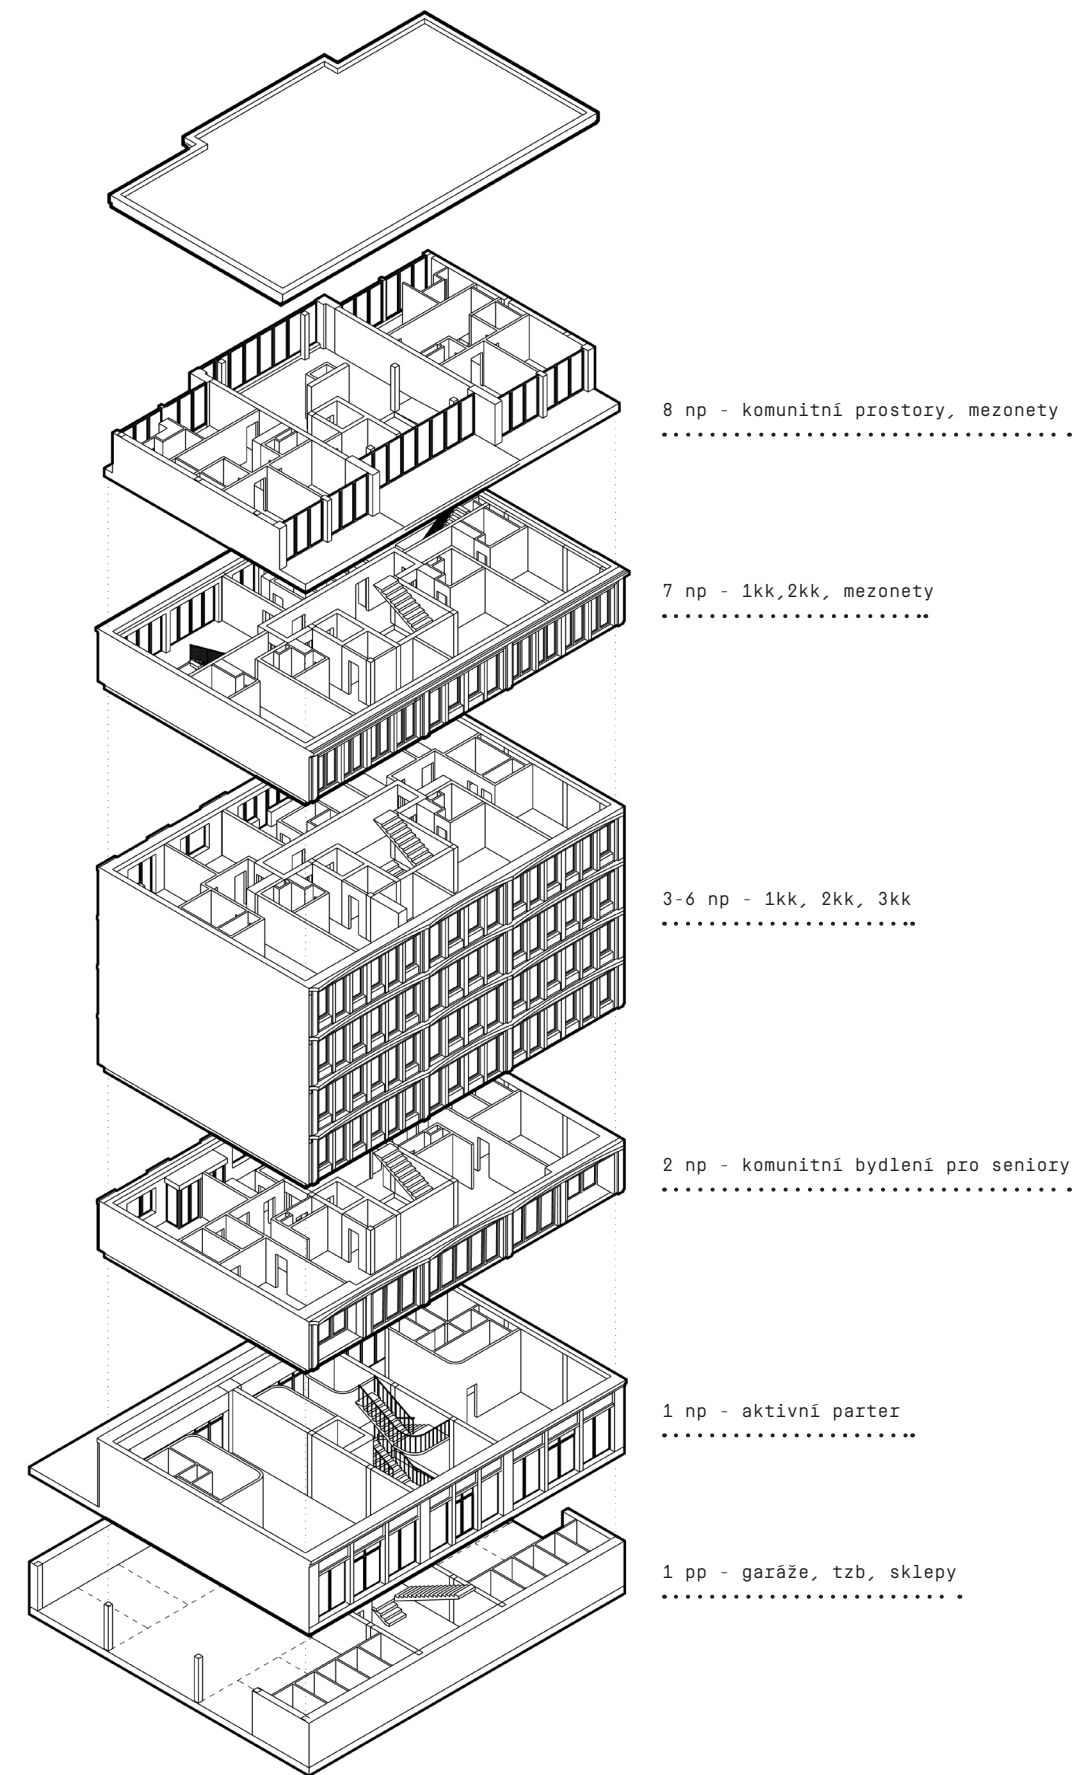 8 np - komunitní prostory, mezonety
7 np - 1kk,2kk, mezonety
3-6 np - 1kk, 2kk, 3kk
2 np - komunitní bydlení pro seniory
1 np - aktivní parter
1 pp - garáže, tzb, sklepy